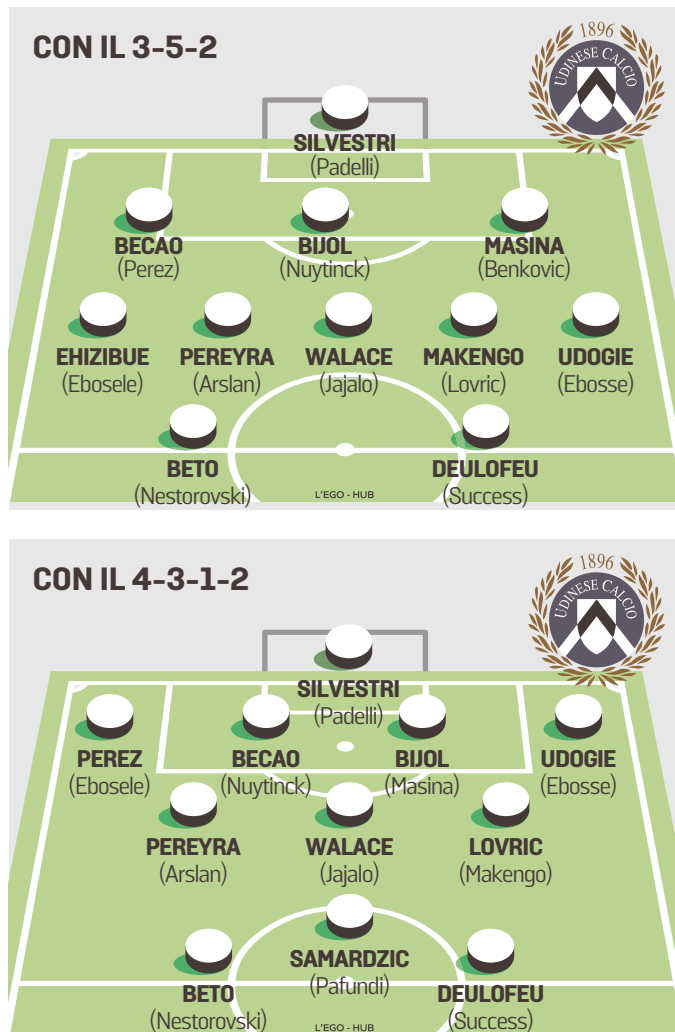 CON IL 3-5-2
1896
UDINESE CALCIO
SILVESTRI
(Padelli)
BECAO
(Perez)
BIJOL
(Nuytinck)
MASINA
(Benkovic)
EHIZIBUE
(Ebosele)
PEREYRA
(Arslan)
WALACE
(Jajalo)
MAKENGO
(Lovric)
UDOGIE
(Ebosse)
BETO
(Nestorovski)
DEULOFEU
(Success)
L'EGO - HUB
CON IL 4-3-1-2
1896
UDINESE CALCIO
SILVESTRI
(Padelli)
PEREZ
(Ebosele)
BECAO
(Nuytinck)
BIJOL
(Masina)
UDOGIE
(Ebosse)
PEREYRA
(Arslan)
WALACE
(Jajalo)
LOVRIC
(Makengo)
SAMARDZIC
(Pafundi)
BETO
(Nestorovski)
DEULOFEU
(Success)
L'EGO - HUB